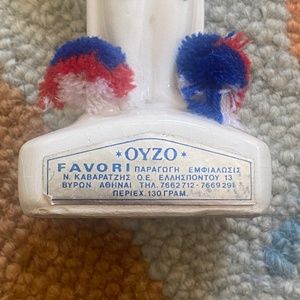 *ΟΥΖΟ*
FAVORI ΠΑΡΑΓΩΓΗ ΕΜΦΙΑΛΩΣΙΣ
Ν. ΚΑΒΑΡΑΤΖΗΣ Ο.Ε. ΕΛΛΗΣΠΟΝΤΟΥ 13
ΒΥΡΩΝ ΑΘΗΝΑΙ ΤΗΛ. 7662712 - 7669291
ΠΕΡΙΕΧ. 130 ΓΡΑΜ.